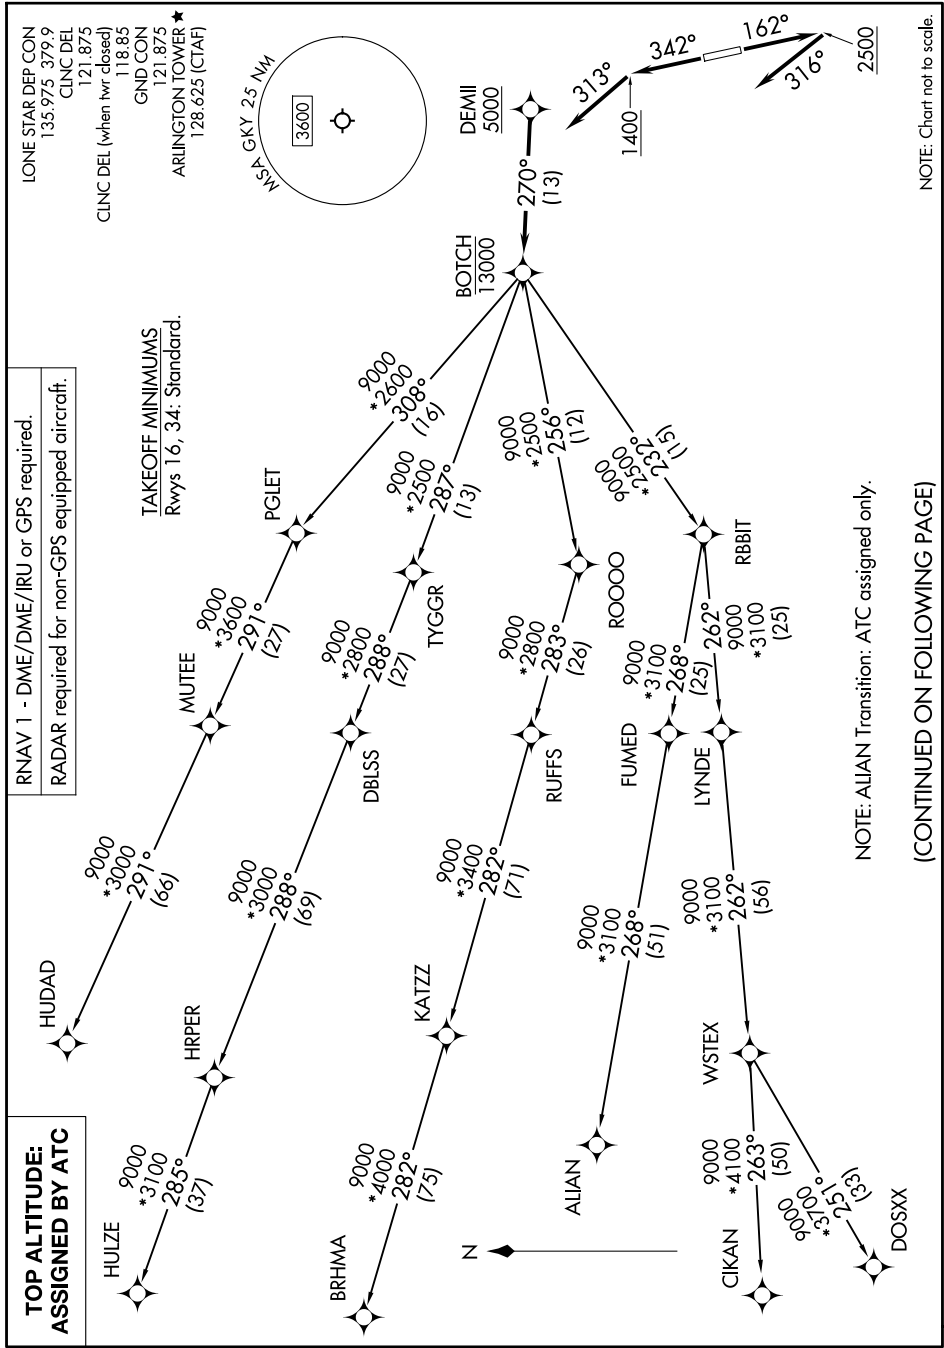 TOP ALTITUDE:
ASSIGNED BY ATC
RNAV 1 - DME/DME/IRU or GPS required.
RADAR required for non-GPS equipped aircraft.
LONE STAR DEP CON
135.975 379.9
CLNC DEL
121.875
CLNC DEL (when twr closed)
118.85
GND CON
121.875
ARLINGTON TOWER ★
128.625 (CTAF)
TAKEOFF MINIMUMS
Rwys 16, 34: Standard.
MSA GKY 25 NM
3600
HUDAD
9000
*3000
291°
(66)
MUTEE
9000
*3600
291°
(27)
PGLET
9000
*2600
308°
(16)
HULZE
9000
*3100
285°
(37)
HRPER
9000
*3000
288°
(69)
DBLSS
9000
*2800
288°
(27)
TYGGR
9000
*2500
287°
(13)
BOTCH
13000
270°
(13)
DEMII
5000
BRHMA
9000
*4000
282°
(75)
KATZZ
9000
*3400
282°
(71)
RUFFS
9000
*2800
283°
(26)
ROOOO
9000
*2500
256°
(12)
N
ALIAN
9000
*3100
268°
(51)
FUMED
9000
*3100
268°
(25)
RBBIT
9000
*2500
232°
(15)
CIKAN
9000
*4100
263°
(50)
WSTEX
9000
*3100
262°
(56)
LYNDE
262°
9000
*3100
(25)
DOSXX
9000
*3700
251°
(33)
313°
342°
162°
316°
1400
2500
NOTE: ALIAN Transition: ATC assigned only.
NOTE: Chart not to scale.
(CONTINUED ON FOLLOWING PAGE)